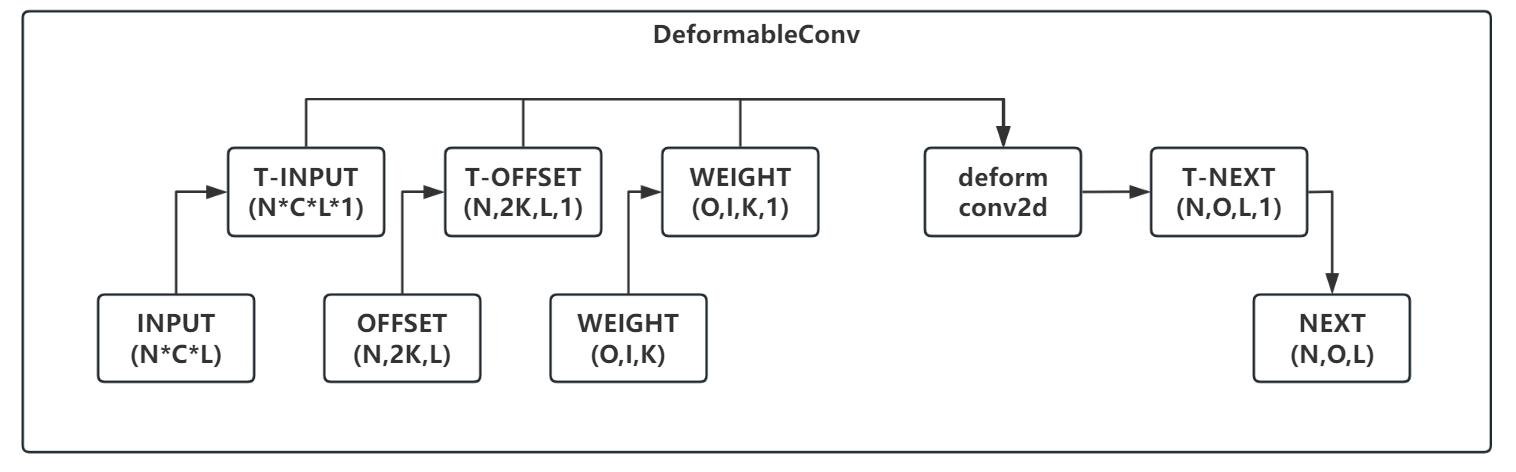 DeformableConv
T-INPUT
(N*C*L*1)
T-OFFSET
(N,2K,L,1)
WEIGHT
(O,I,K,1)
deform
conv2d
T-NEXT
(N,O,L,1)
INPUT
(N*C*L)
OFFSET
(N,2K,L)
WEIGHT
(O,I,K)
NEXT
(N,O,L)